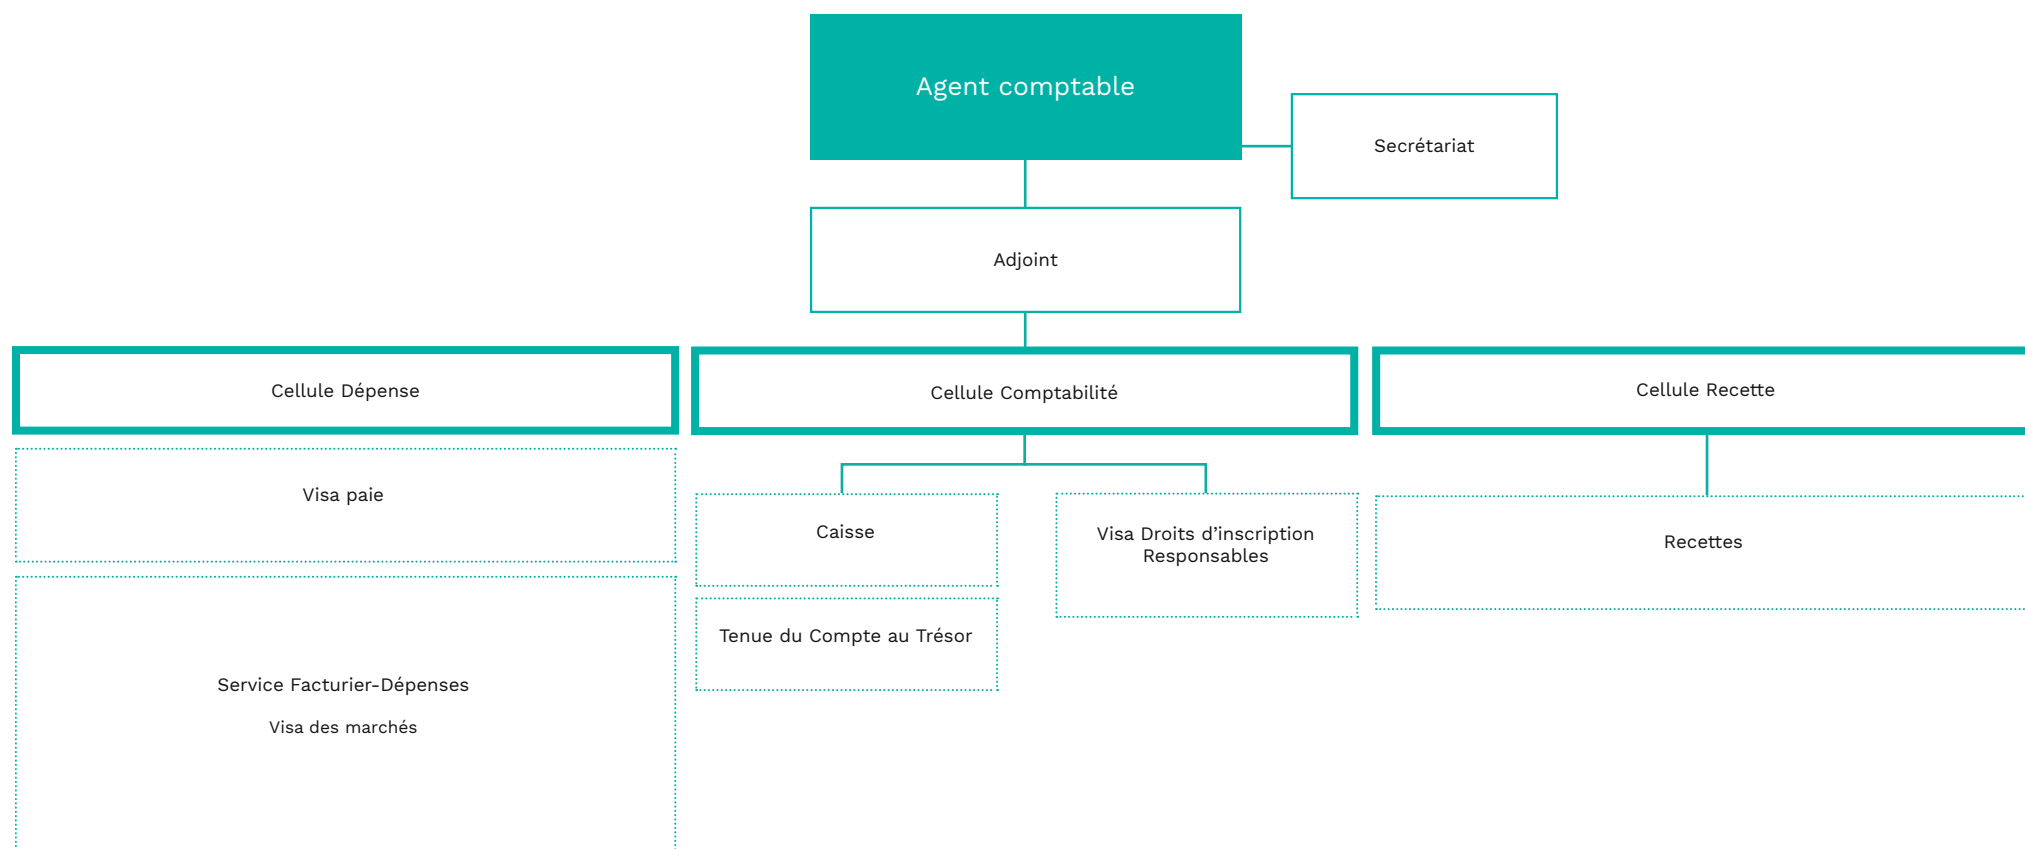 Agent comptable
Secrétariat
Adjoint
Cellule Dépense
Cellule Comptabilité
Cellule Recette
Visa paie
Service Facturier-Dépenses
Visa des marchés
Caisse
Tenue du Compte au Trésor
Visa Droits d’inscription
Responsables
Recettes